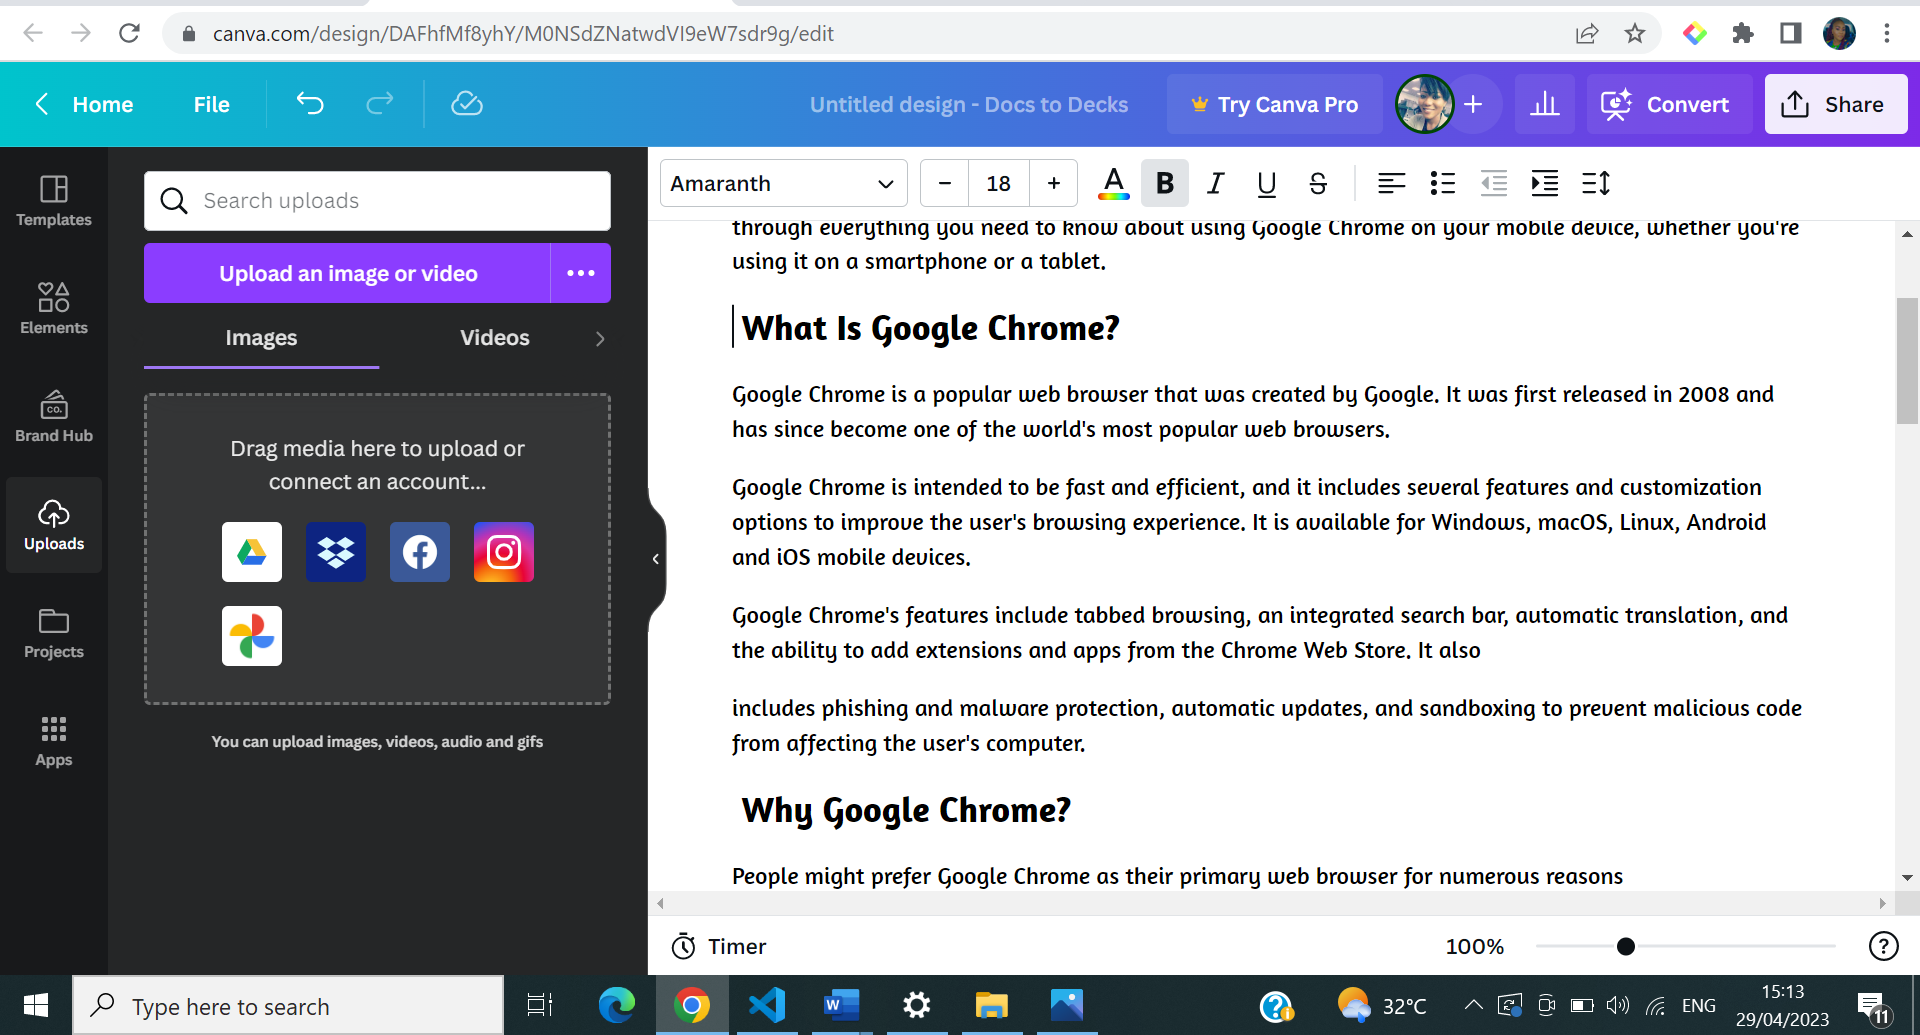 canva.com/design/DAFhfMf8yhY/M0NSdZNatwdVI9eW7sdr9g/edit
Home
File
Untitled design - Docs to Decks
Try Canva Pro
+
Convert
Share
Templates
Elements
CO.
Brand Hub
Uploads
Projects
Apps
Search uploads
Upload an image or video
Images
Videos
Drag media here to upload or
connect an account...
You can upload images, videos, audio and gifs
Amaranth
− 18 +
A B I U S
through everything you need to know about using Google Chrome on your mobile device, whether you're
using it on a smartphone or a tablet.
What Is Google Chrome?
Google Chrome is a popular web browser that was created by Google. It was first released in 2008 and
has since become one of the world's most popular web browsers.
Google Chrome is intended to be fast and efficient, and it includes several features and customization
options to improve the user's browsing experience. It is available for Windows, macOS, Linux, Android
and iOS mobile devices.
Google Chrome's features include tabbed browsing, an integrated search bar, automatic translation, and
the ability to add extensions and apps from the Chrome Web Store. It also
includes phishing and malware protection, automatic updates, and sandboxing to prevent malicious code
from affecting the user's computer.
Why Google Chrome?
People might prefer Google Chrome as their primary web browser for numerous reasons
Timer
100%
?
Type here to search
W
?
32°C
ENG
15:13
29/04/2023
11